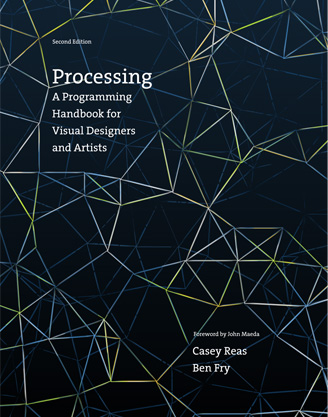 Second Edition
Processing
A Programming
Handbook for
Visual Designers
and Artists
Foreword by John Maeda
Casey Reas
Ben Fry